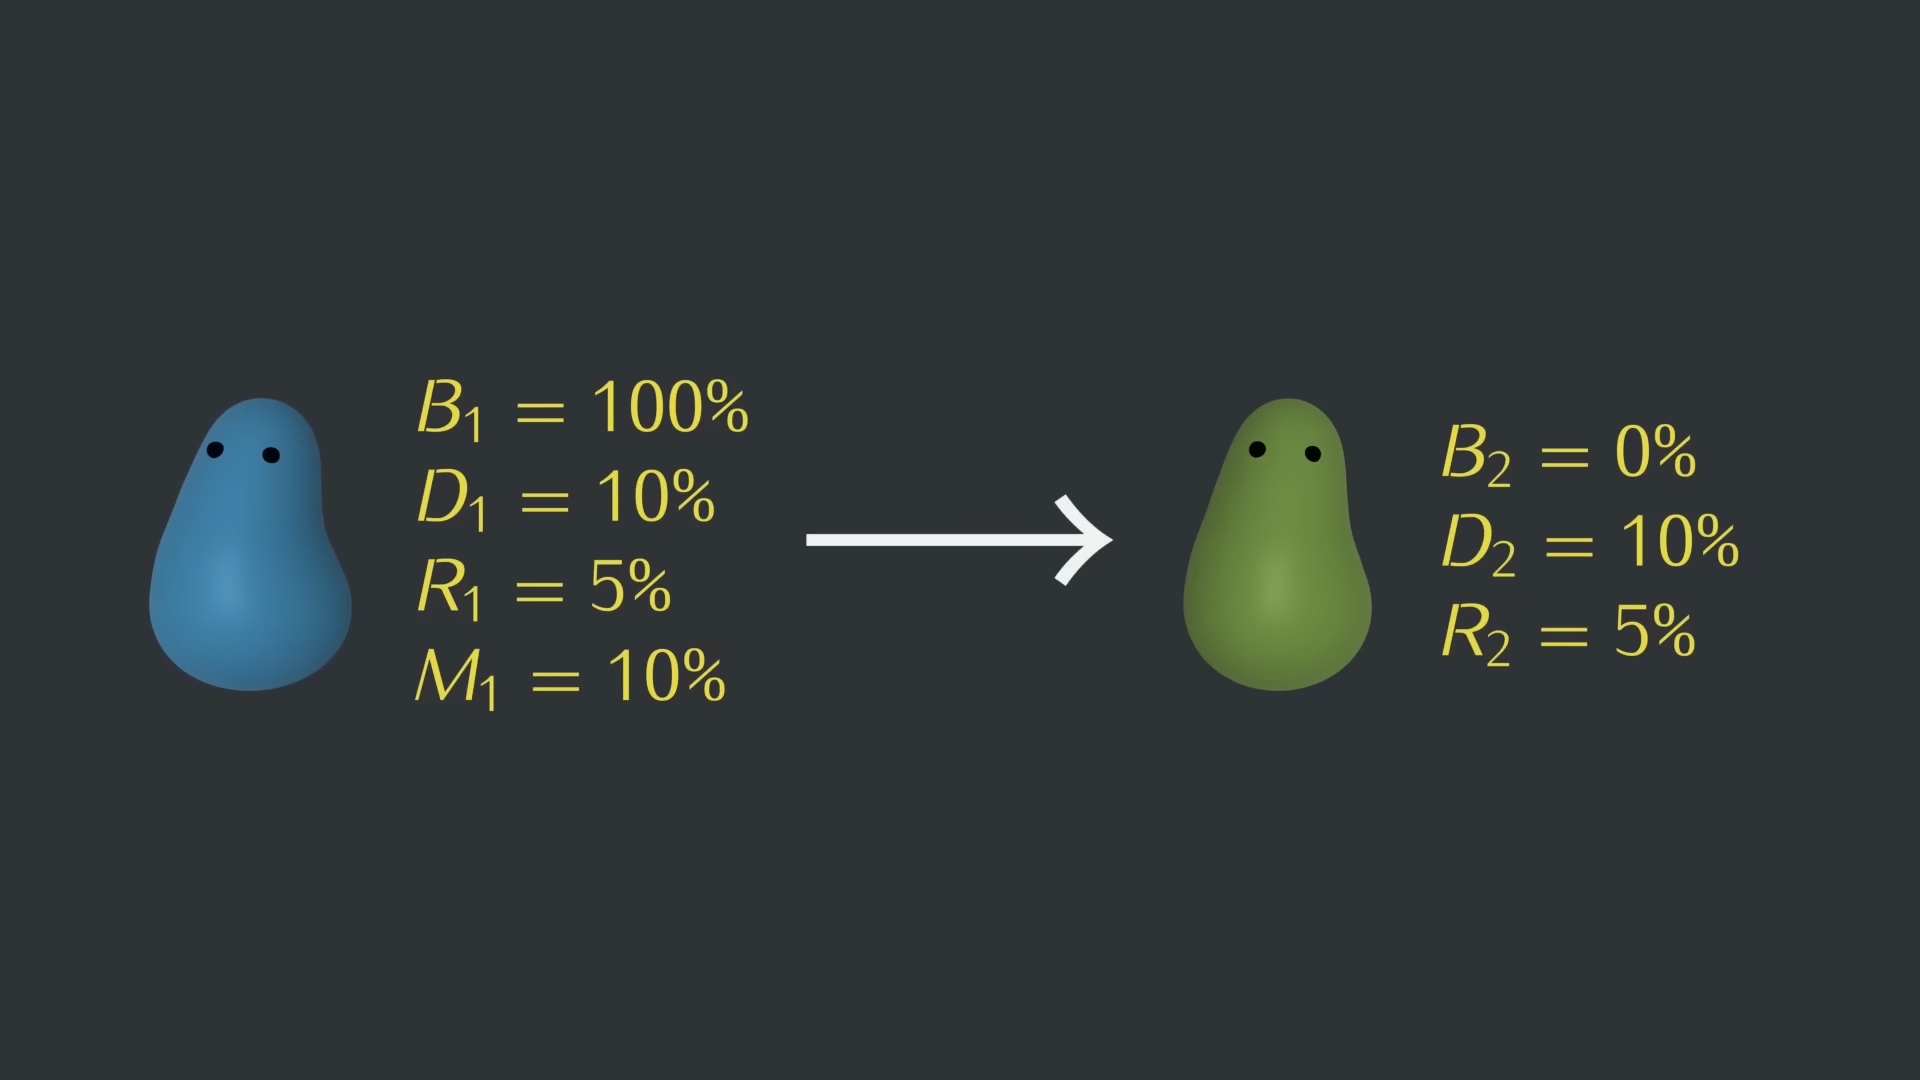 B₁ = 100%
D₁ = 10%
R₁ = 5%
M₁ = 10%
B₂ = 0%
D₂ = 10%
R₂ = 5%